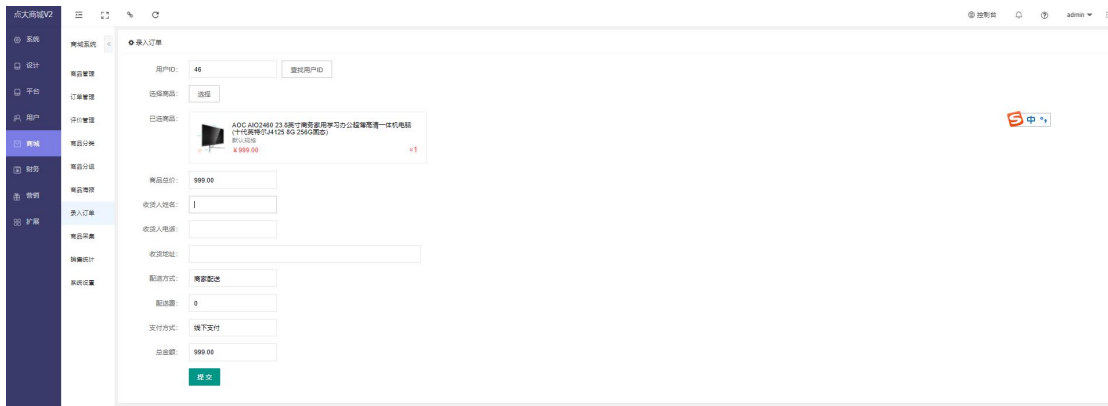 点大商城V2
控制台
admin
系统
设计
平台
用户
商城
财务
营销
扩展
商城系统
商品管理
订单管理
评价管理
商品分类
商品分组
商品海报
录入订单
商品采集
销售统计
系统设置
录入订单
用户ID: 46 查找用户ID
选择商品: 选择
已选商品:
AOC AIO2460 23.8英寸商务家用学习办公超薄高清一体机电脑
(十代英特尔J4125 8G 256G固态)
默认规格
¥999.00 ×1
商品总价: 999.00
收货人姓名:
收货人电话:
收货地址:
配送方式: 商家配送
配送费: 0
支付方式: 线下支付
总金额: 999.00
提交
中